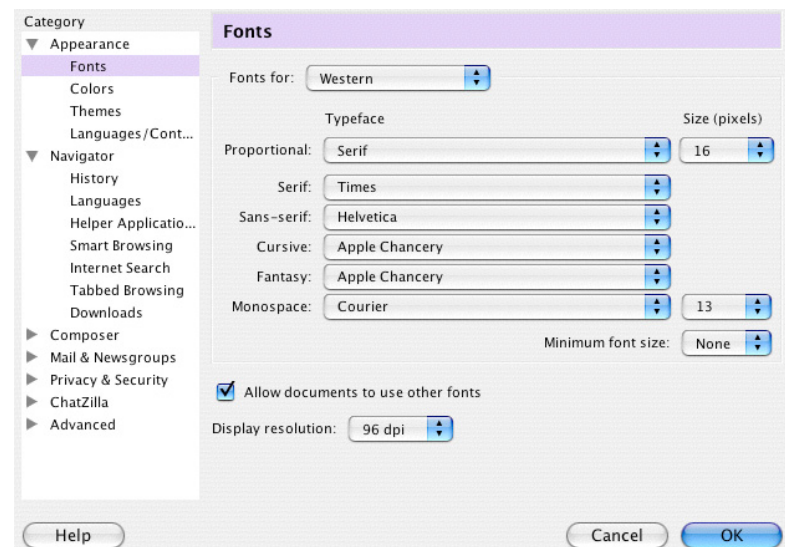 Category
Appearance
Fonts
Colors
Themes
Languages/Cont...
Navigator
History
Languages
Helper Applicatio...
Smart Browsing
Internet Search
Tabbed Browsing
Downloads
Composer
Mail & Newsgroups
Privacy & Security
ChatZilla
Advanced
Fonts
Fonts for: Western
Typeface Size (pixels)
Proportional: Serif 16
Serif: Times
Sans-serif: Helvetica
Cursive: Apple Chancery
Fantasy: Apple Chancery
Monospace: Courier 13
Minimum font size: None
Allow documents to use other fonts
Display resolution: 96 dpi
Help Cancel OK